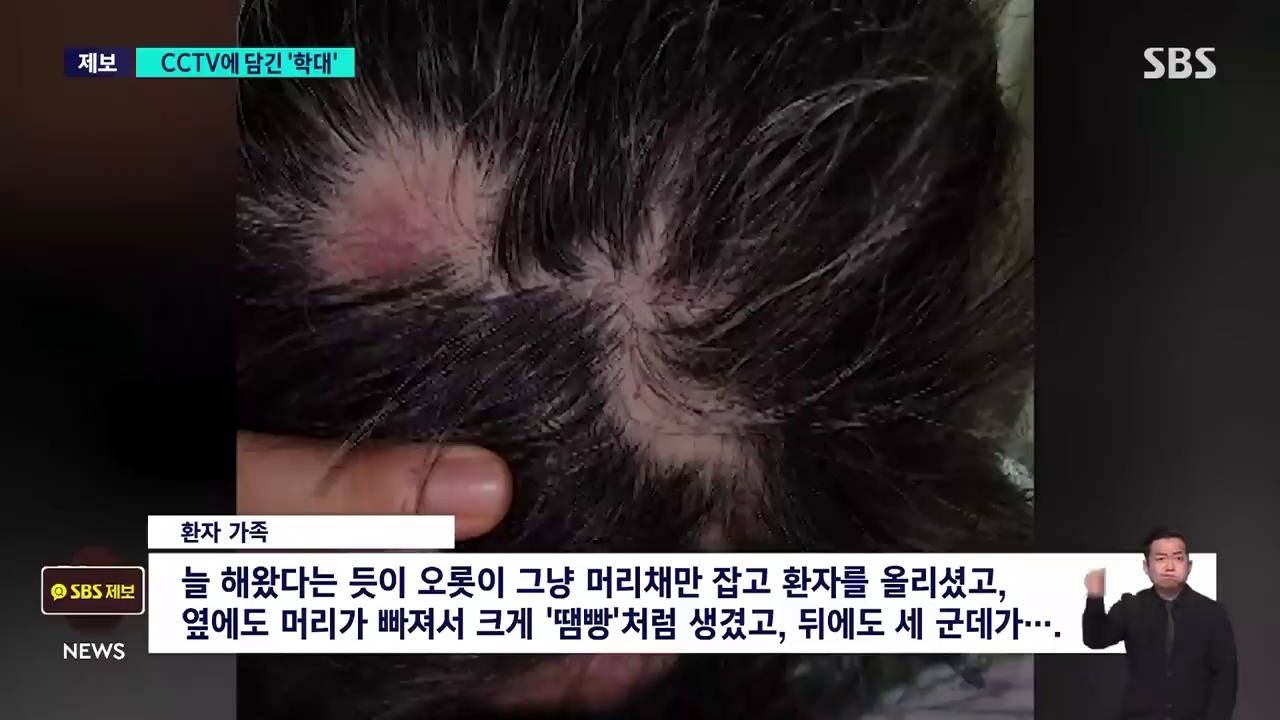 제보 CCTV에 담긴 '학대'
SBS
환자 가족
늘 해왔다는 듯이 오롯이 그냥 머리채만 잡고 환자를 올리셨고,
옆에도 머리가 빠져서 크게 '땜빵'처럼 생겼고, 뒤에도 세 군데가….
SBS 제보
NEWS